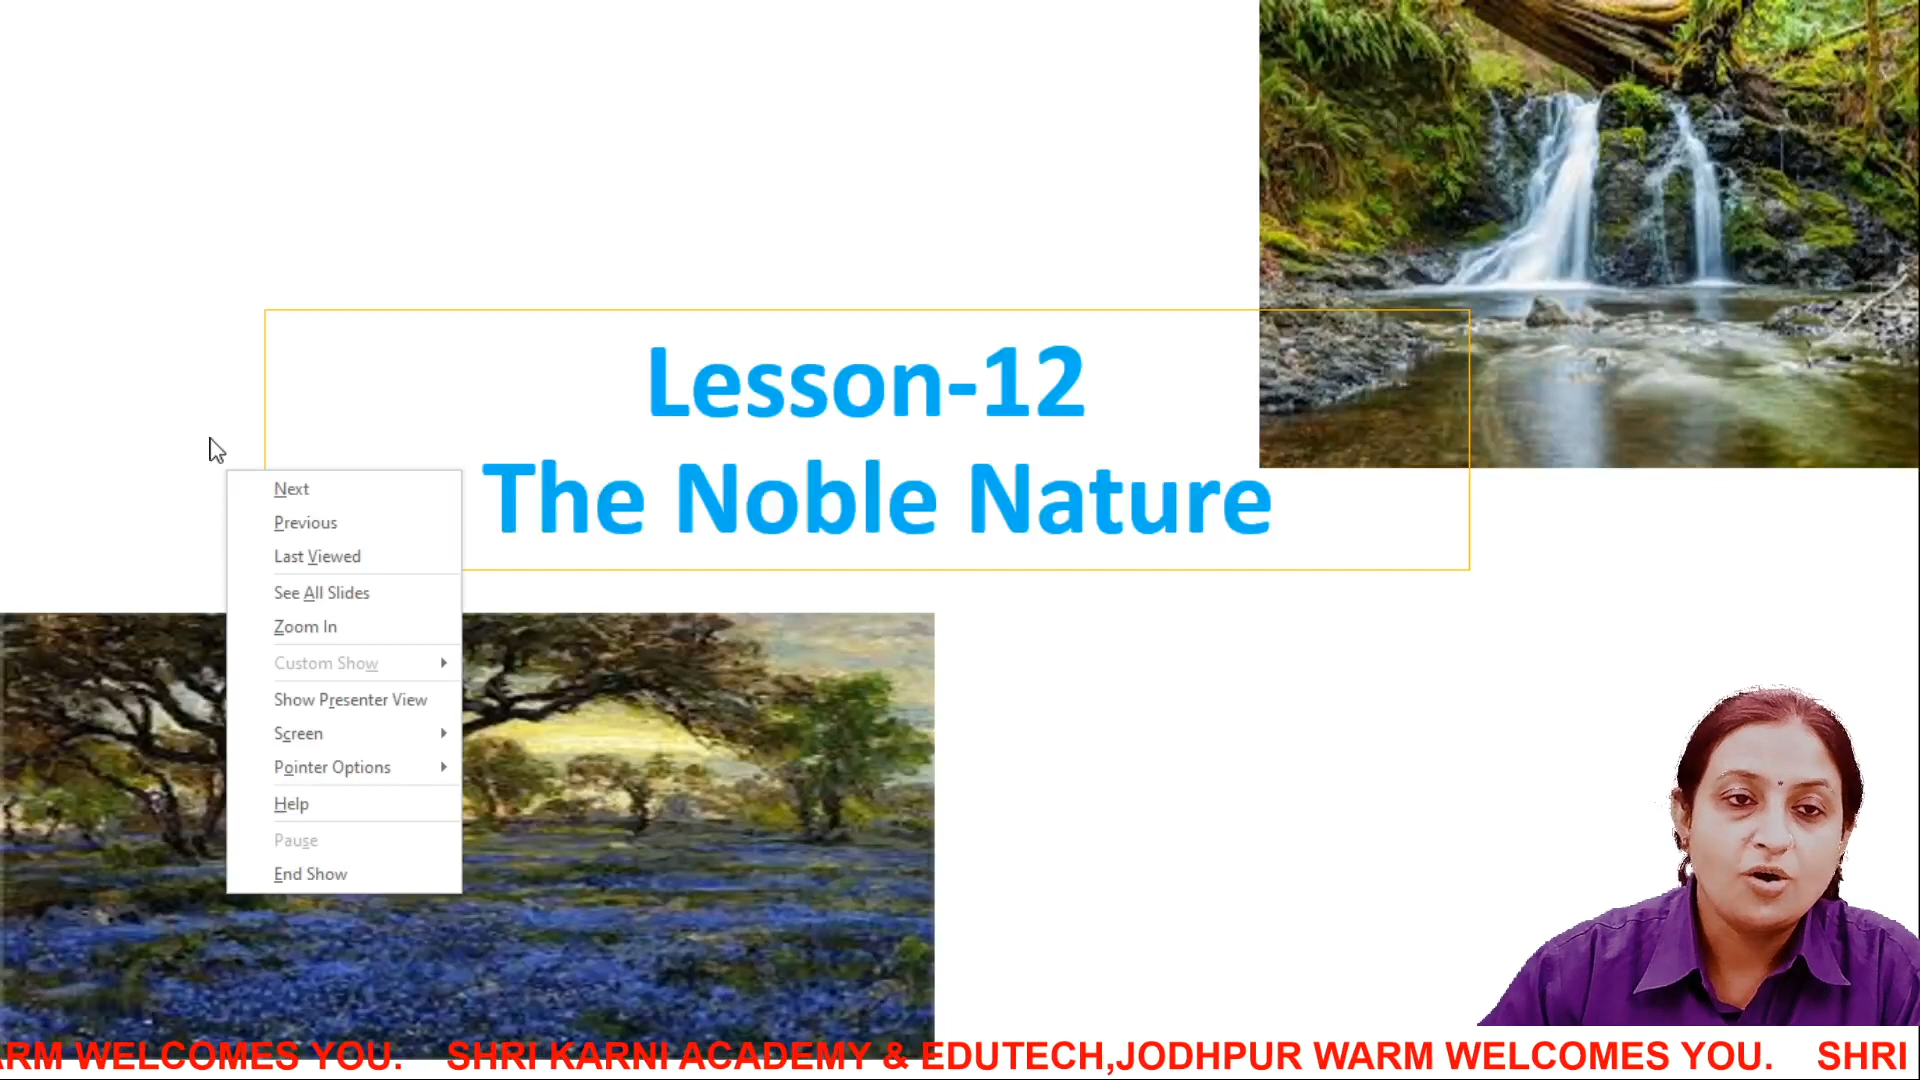 Lesson-12
The Noble Nature
Next
Previous
Last Viewed
See All Slides
Zoom In
Custom Show
Show Presenter View
Screen
Pointer Options
Help
Pause
End Show
RM WELCOMES YOU. SHRI KARNI ACADEMY & EDUTECH,JODHPUR WARM WELCOMES YOU. SHRI